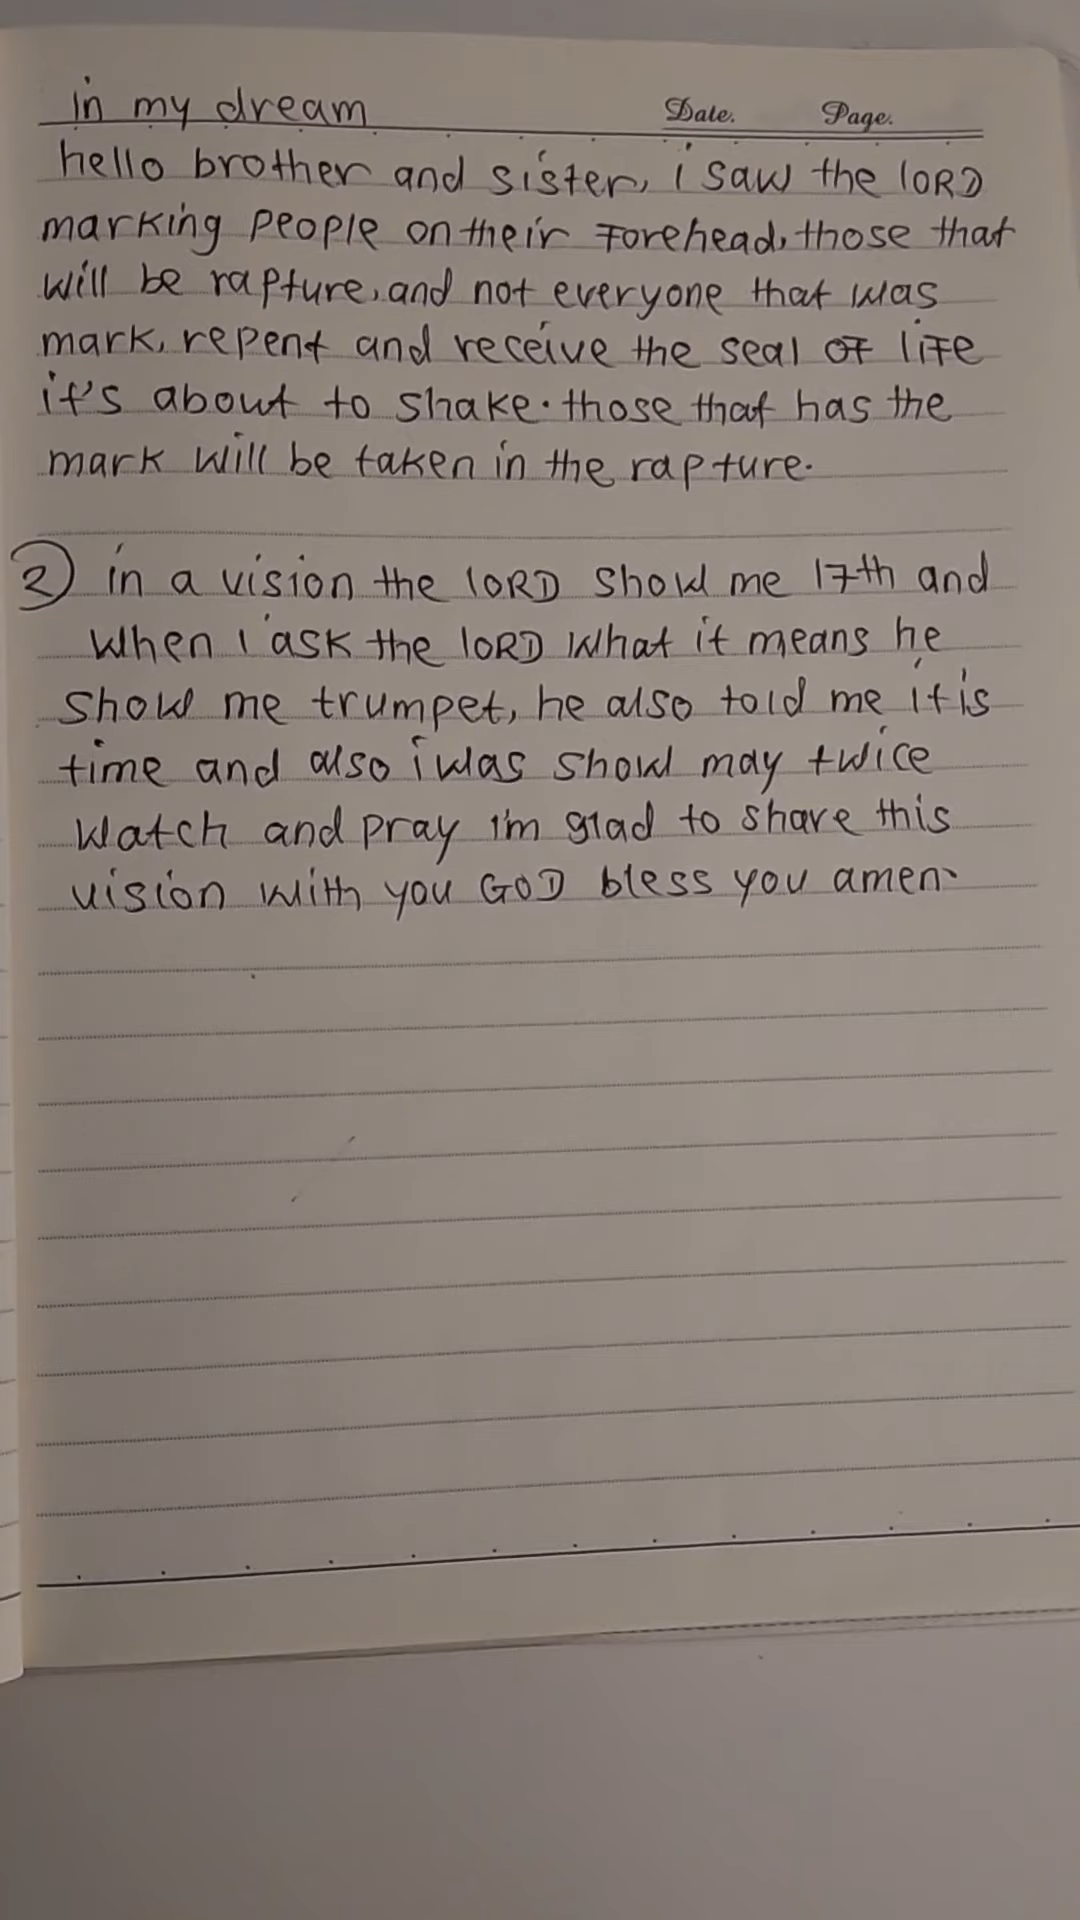 in my dream
Date. Page.
hello brother and sister, i saw the lORD
marking people on their Forehead, those that
will be rapture, and not everyone that was
mark, repent and receive the seal OF liFe
it's about to shake. those that has the
mark will be taken in the rapture.
2 in a vision the lORD show me 17th and
when i ask the lORD what it means he
show me trumpet, he also told me it is
time and also i was show may twice
watch and pray i'm glad to share this
vision with you GOD bless you amen.